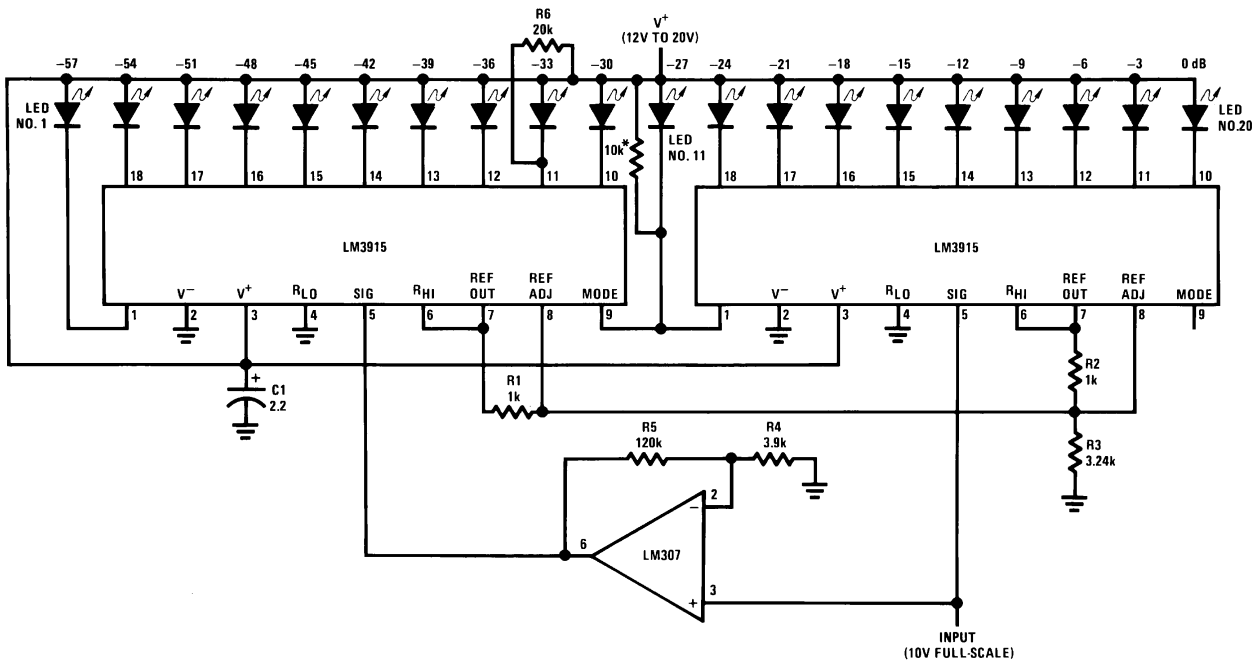 R6
20k
V+
(12V TO 20V)
−57 −54 −51 −48 −45 −42 −39 −36 −33 −30 −27 −24 −21 −18 −15 −12 −9 −6 −3 0 dB
LED
NO. 1
10k*
LED
NO. 11
LED
NO.20
18 17 16 15 14 13 12 11 10
18 17 16 15 14 13 12 11 10
LM3915
LM3915
V− V+ RLO SIG RHI REF OUT REF ADJ MODE
V− V+ RLO SIG RHI REF OUT REF ADJ MODE
1 2 3 4 5 6 7 8 9
1 2 3 4 5 6 7 8 9
+
C1
2.2
R1
1k
R2
1k
R5
120k
R4
3.9k
R3
3.24k
2
−
6
LM307
3
+
INPUT
(10V FULL-SCALE)